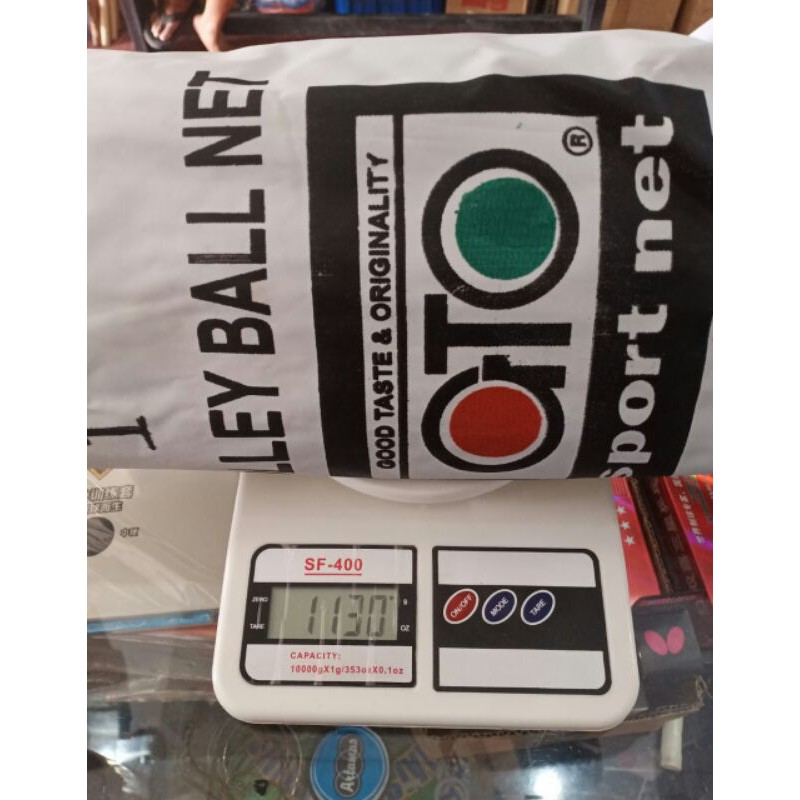 LLEY BALL NET
GOOD TASTE & ORIGINALITY
GTO
®
sport net
SF-400
ZERO
TARE
1130
g
OZ
CAPACITY:
10000gX1g/353ozX0.1oz
ON/OFF
MODE
TARE